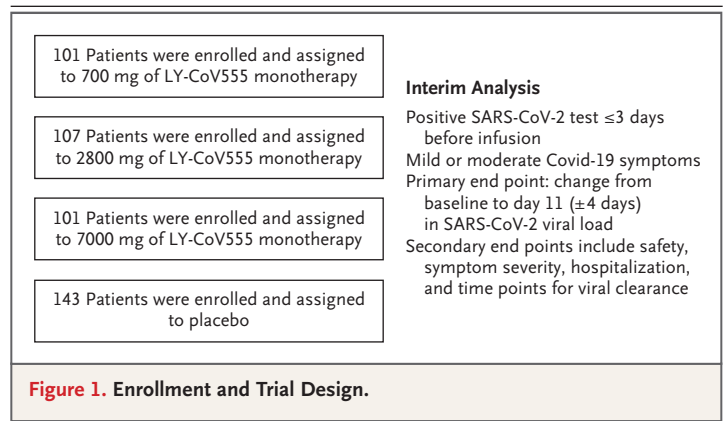 101 Patients were enrolled and assigned
to 700 mg of LY-CoV555 monotherapy
107 Patients were enrolled and assigned
to 2800 mg of LY-CoV555 monotherapy
101 Patients were enrolled and assigned
to 7000 mg of LY-CoV555 monotherapy
143 Patients were enrolled and assigned
to placebo
Interim Analysis
Positive SARS-CoV-2 test ≤3 days
before infusion
Mild or moderate Covid-19 symptoms
Primary end point: change from
baseline to day 11 (±4 days)
in SARS-CoV-2 viral load
Secondary end points include safety,
symptom severity, hospitalization,
and time points for viral clearance
Figure 1. Enrollment and Trial Design.